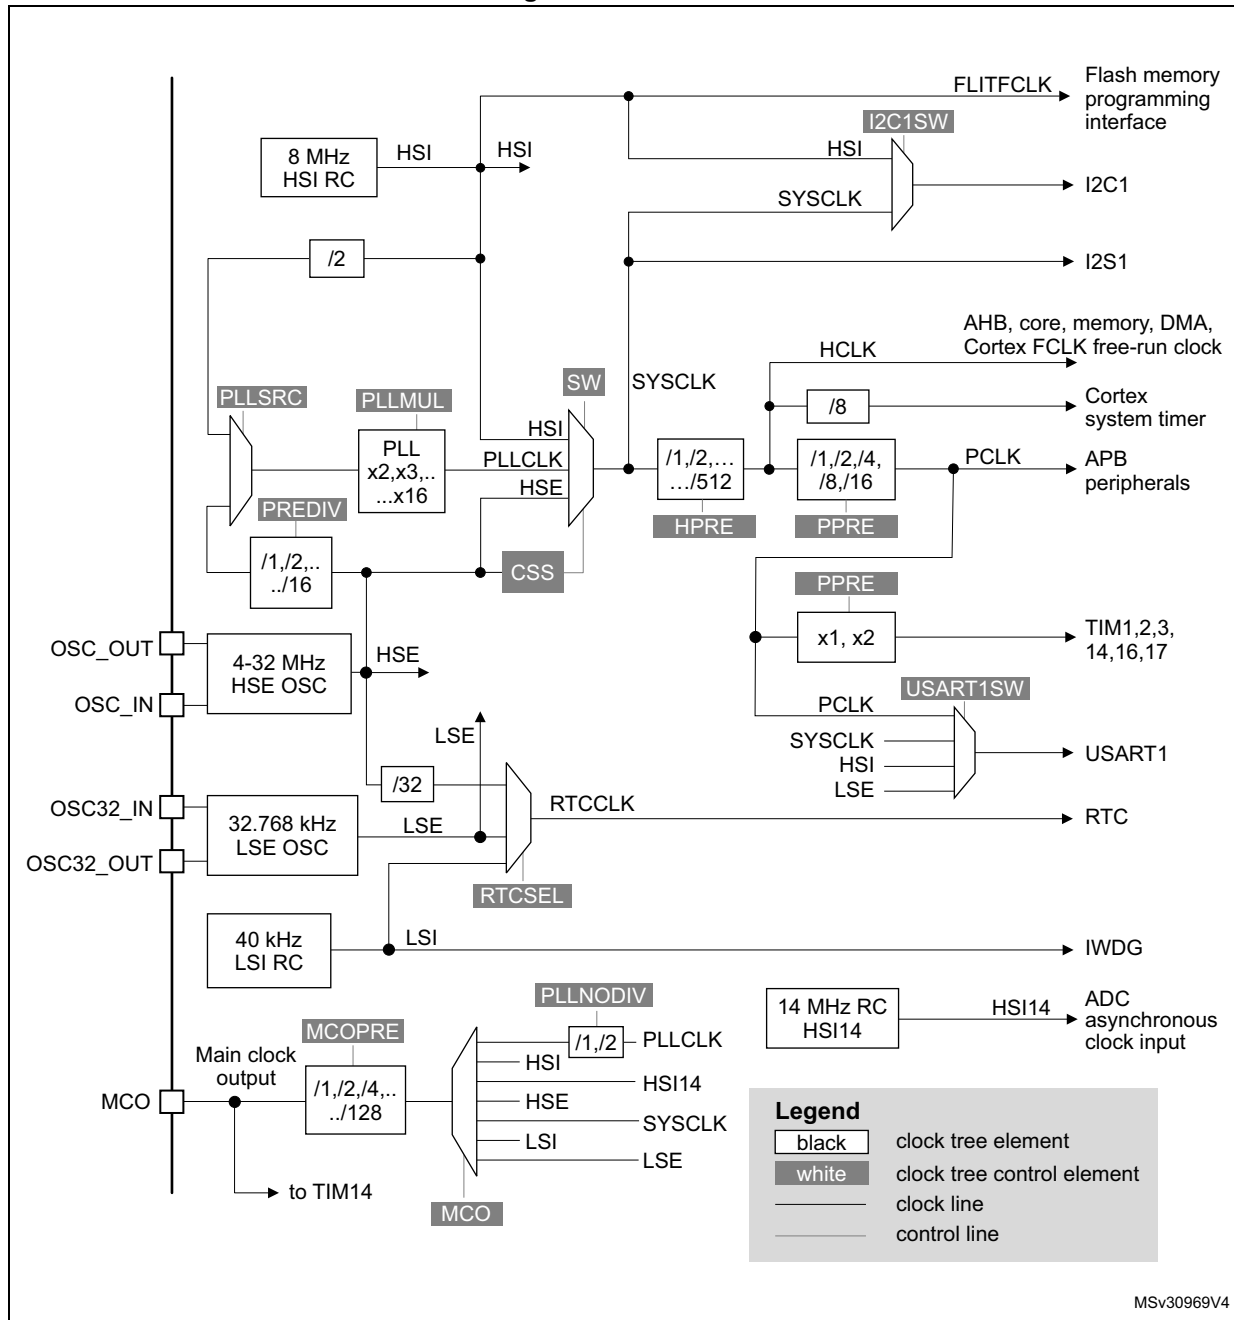 FLITFCLK
Flash memory
programming
interface
I2C1SW
8 MHz
HSI RC
HSI
HSI
HSI
SYSCLK
I2C1
/2
I2S1
AHB, core, memory, DMA,
Cortex FCLK free-run clock
HCLK
PLLSRC
PLLMUL
SW
SYSCLK
/8
Cortex
system timer
PLL
x2,x3,..
...x16
HSI
PLLCLK
HSE
/1,/2,…
…/512
/1,/2,/4,
/8,/16
PCLK
APB
peripherals
PREDIV
HPRE
PPRE
/1,/2,..
../16
CSS
PPRE
OSC_OUT
OSC_IN
4-32 MHz
HSE OSC
HSE
x1, x2
TIM1,2,3,
14,16,17
USART1SW
PCLK
SYSCLK
HSI
LSE
USART1
LSE
/32
RTCCLK
RTC
OSC32_IN
OSC32_OUT
32.768 kHz
LSE OSC
LSE
RTCSEL
40 kHz
LSI RC
LSI
IWDG
PLLNODIV
14 MHz RC
HSI14
HSI14
ADC
asynchronous
clock input
MCOPRE
Main clock
output
/1,/2
PLLCLK
HSI
HSI14
MCO
/1,/2,/4,..
../128
HSE
SYSCLK
LSI
LSE
to TIM14
MCO
Legend
black
clock tree element
white
clock tree control element
clock line
control line
MSv30969V4